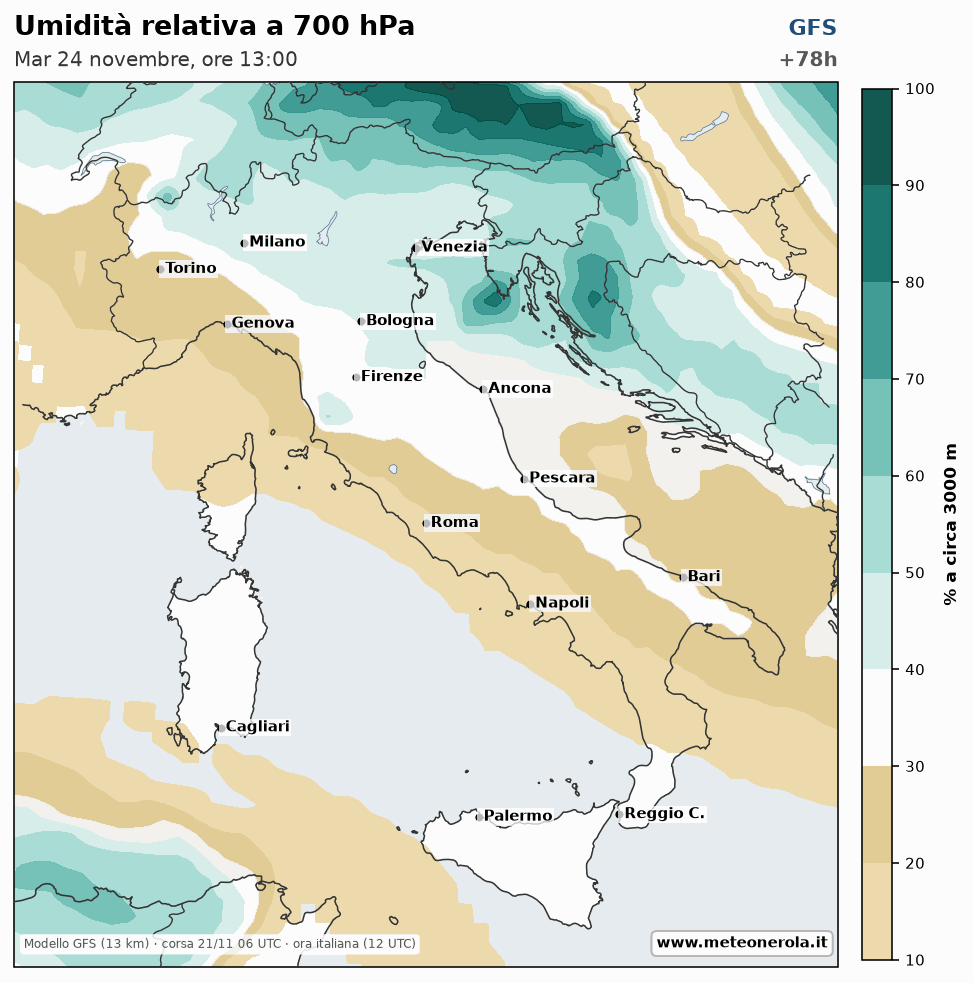 Umidità relativa a 700 hPa
GFS
Mar 24 novembre, ore 13:00
+78h
100
90
80
70
60
50
40
30
20
10
% a circa 3000 m
Milano
Venezia
Torino
Genova
Bologna
Firenze
Ancona
Pescara
Roma
Bari
Napoli
Cagliari
Palermo
Reggio C.
Modello GFS (13 km) · corsa 21/11 06 UTC · ora italiana (12 UTC)
www.meteonerola.it